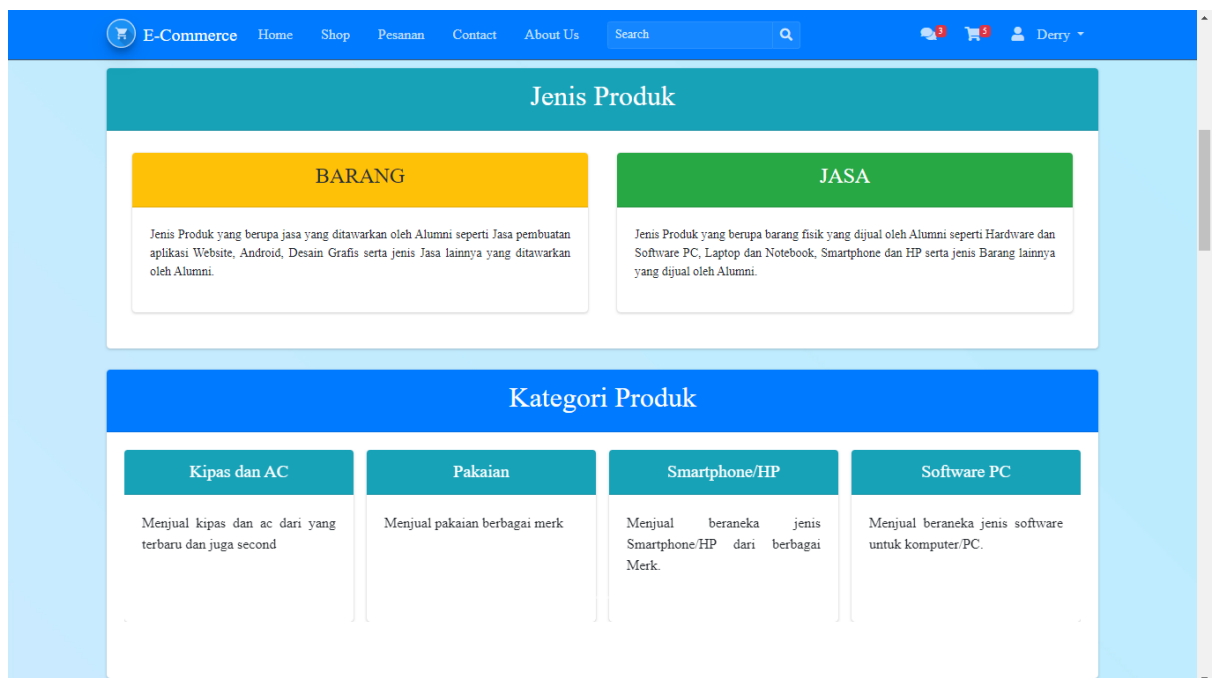 E-Commerce Home Shop Pesanan Contact About Us Search 3 5 Derry
Jenis Produk
BARANG
Jenis Produk yang berupa jasa yang ditawarkan oleh Alumni seperti Jasa pembuatan
aplikasi Website, Android, Desain Grafis serta jenis Jasa lainnya yang ditawarkan
oleh Alumni.
JASA
Jenis Produk yang berupa barang fisik yang dijual oleh Alumni seperti Hardware dan
Software PC, Laptop dan Notebook, Smartphone dan HP serta jenis Barang lainnya
yang dijual oleh Alumni.
Kategori Produk
Kipas dan AC
Menjual kipas dan ac dari yang
terbaru dan juga second
Pakaian
Menjual pakaian berbagai merk
Smartphone/HP
Menjual beraneka jenis
Smartphone/HP dari berbagai
Merk.
Software PC
Menjual beraneka jenis software
untuk komputer/PC.